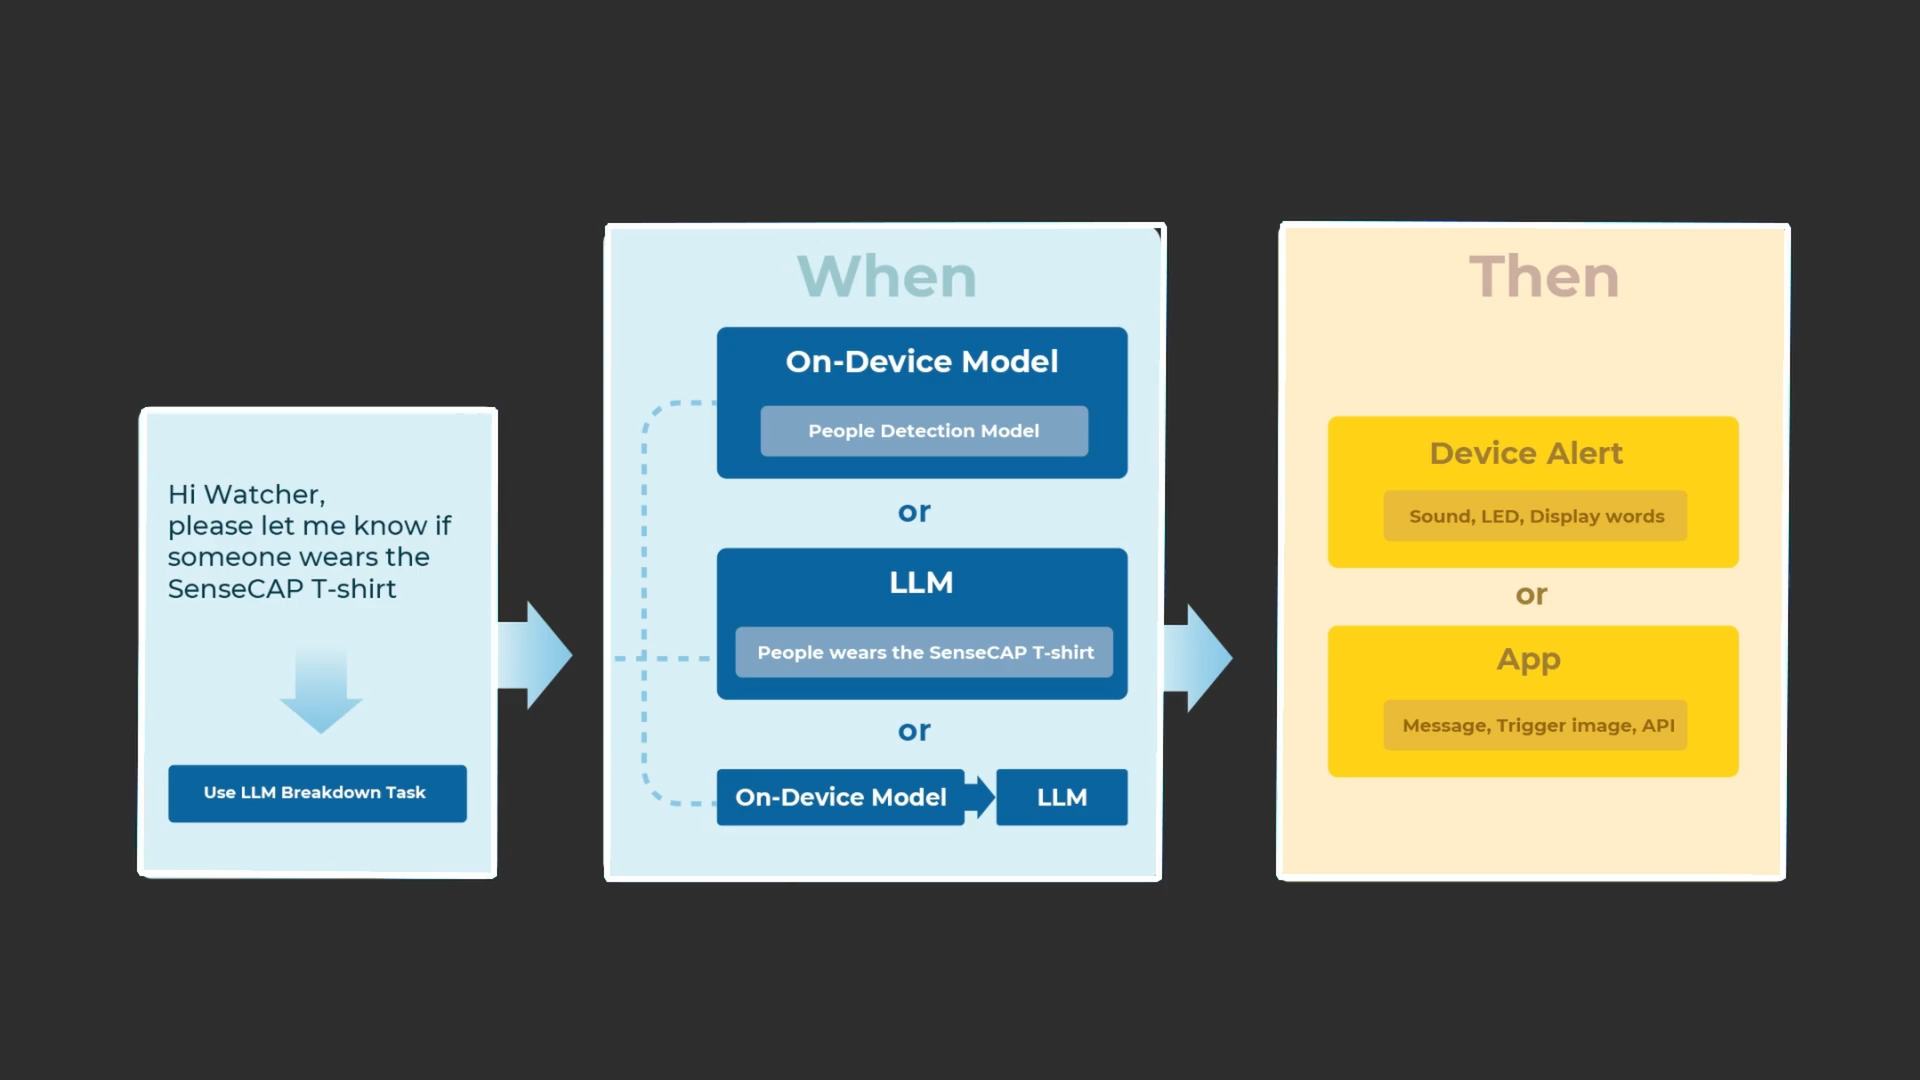 Hi Watcher,
please let me know if
someone wears the
SenseCAP T-shirt
Use LLM Breakdown Task
When
On-Device Model
People Detection Model
or
LLM
People wears the SenseCAP T-shirt
or
On-Device Model
LLM
Then
Device Alert
Sound, LED, Display words
or
App
Message, Trigger image, API